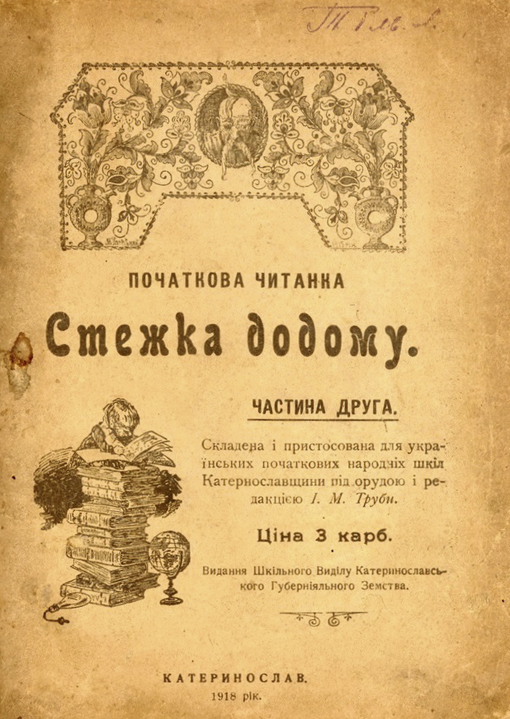 ПОЧАТКОВА ЧИТАНКА
Стежка додому.
ЧАСТИНА ДРУГА.
Складена і пристосована для укра-
їнських початкових народніх шкіл
Катернославщини під орудою і ре-
дакцією І. М. Труби.
Ціна 3 карб.
Видання Шкільного Виділу Катеринославсь-
кого Губерніяльного Земства.
КАТЕРИНОСЛАВ.
1918 рік.